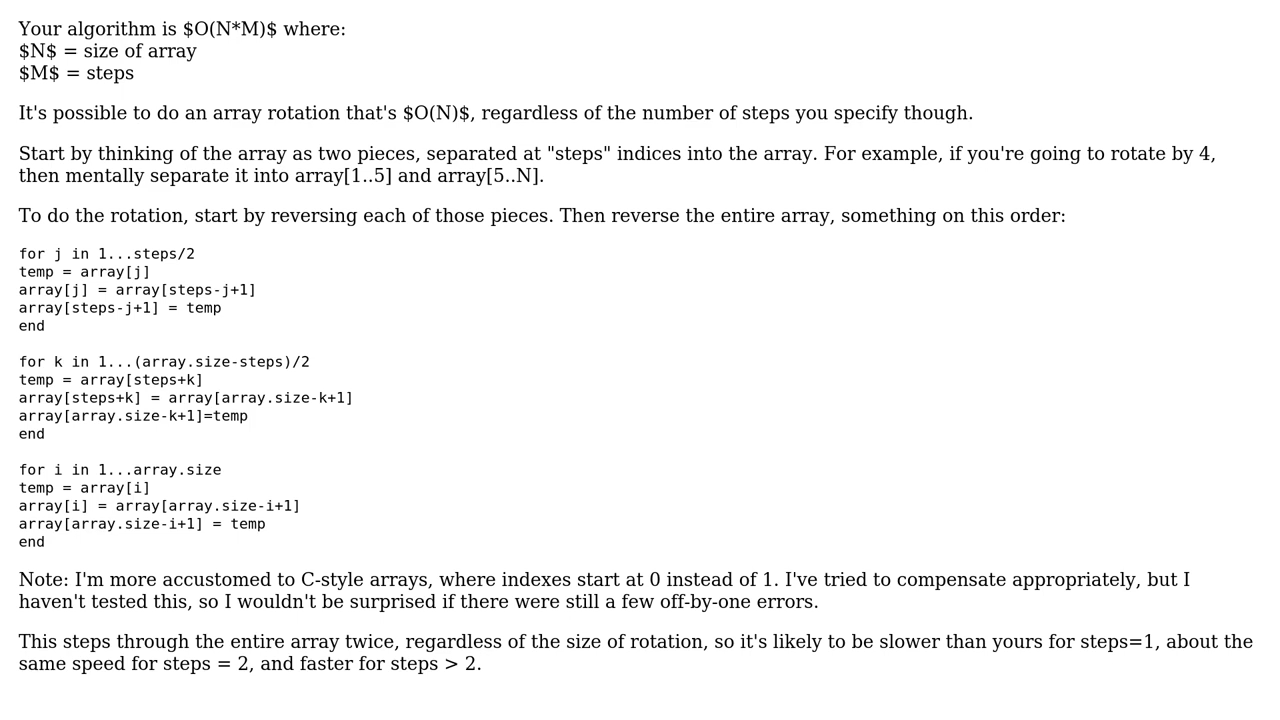 Your algorithm is $O(N*M)$ where:
$N$ = size of array
$M$ = steps
It's possible to do an array rotation that's $O(N)$, regardless of the number of steps you specify though.
Start by thinking of the array as two pieces, separated at "steps" indices into the array. For example, if you're going to rotate by 4,
then mentally separate it into array[1..5] and array[5..N].
To do the rotation, start by reversing each of those pieces. Then reverse the entire array, something on this order:
for j in 1...steps/2
temp = array[j]
array[j] = array[steps-j+1]
array[steps-j+1] = temp
end
for k in 1...(array.size-steps)/2
temp = array[steps+k]
array[steps+k] = array[array.size-k+1]
array[array.size-k+1]=temp
end
for i in 1...array.size
temp = array[i]
array[i] = array[array.size-i+1]
array[array.size-i+1] = temp
end
Note: I'm more accustomed to C-style arrays, where indexes start at 0 instead of 1. I've tried to compensate appropriately, but I
haven't tested this, so I wouldn't be surprised if there were still a few off-by-one errors.
This steps through the entire array twice, regardless of the size of rotation, so it's likely to be slower than yours for steps=1, about the
same speed for steps = 2, and faster for steps > 2.